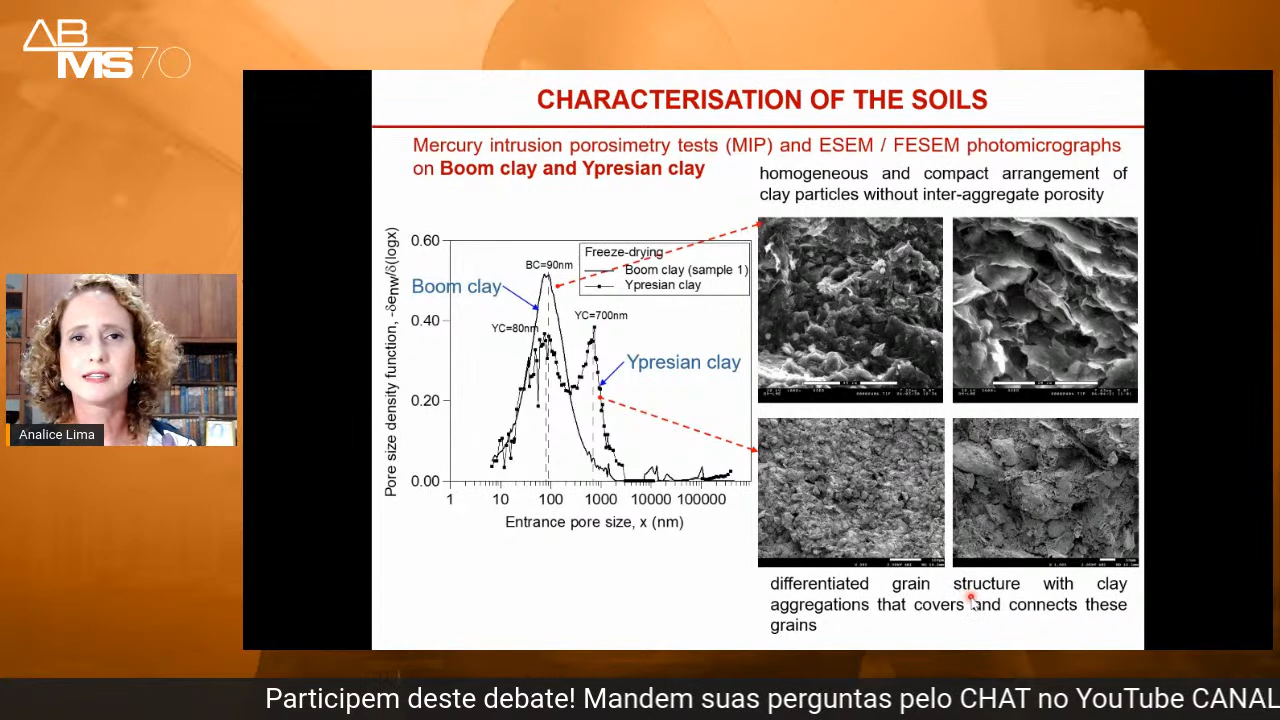 AB
MS 70
CHARACTERISATION OF THE SOILS
Mercury intrusion porosimetry tests (MIP) and ESEM / FESEM photomicrographs
on Boom clay and Ypresian clay
homogeneous and compact arrangement of
clay particles without inter-aggregate porosity
Pore size density function, -δenw/δ(logx)
0.60
0.40
0.20
0.00
1
10
100
1000
10000
100000
Entrance pore size, x (nm)
Freeze-drying
Boom clay (sample 1)
Ypresian clay
BC=90nm
Boom clay
YC=80nm
YC=700nm
Ypresian clay
differentiated grain structure with clay
aggregations that covers and connects these
grains
Analice Lima
Participem deste debate! Mandem suas perguntas pelo CHAT no YouTube CANAL